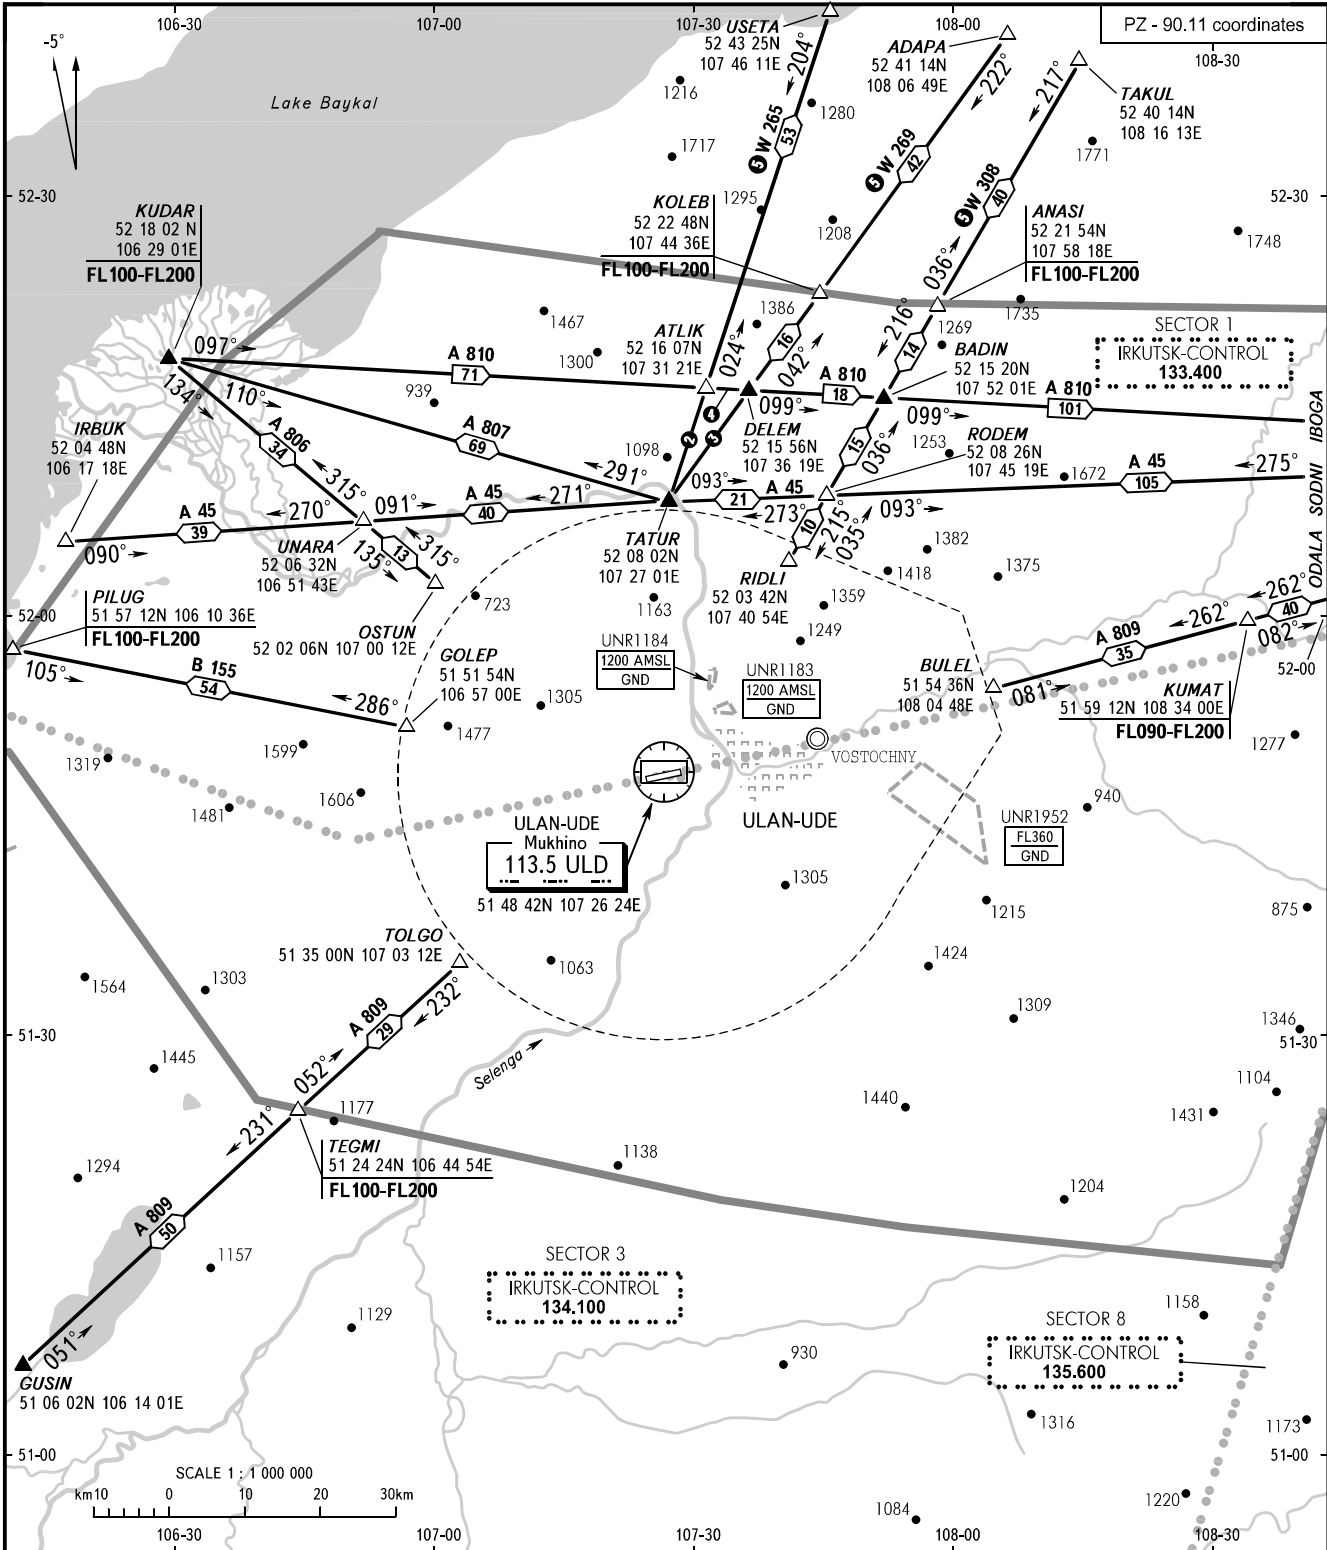 106-30
107-00
107-30
108-00
PZ - 90.11 coordinates
108-30
-5°
Lake Baykal
USETA
52 43 25N
107 46 11E
204°
ADAPA
52 41 14N
108 06 49E
222°
217°
TAKUL
52 40 14N
108 16 13E
1216
1280
1717
1771
5 W 265
53
5 W 269
42
5 W 308
40
52-30
52-30
KUDAR
52 18 02 N
106 29 01E
FL100-FL200
KOLEB
52 22 48N
107 44 36E
FL100-FL200
1295
1208
ANASI
52 21 54N
107 58 18E
FL100-FL200
1748
036°
1735
1467
1386
216°
1269
SECTOR 1
IRKUTSK-CONTROL
133.400
097°
1300
ATLIK
52 16 07N
107 31 21E
024°
16
042°
14
BADIN
52 15 20N
107 52 01E
A 810
71
A 810
18
A 810
101
134°
110°
939
4
099°
099°
IRBUK
52 04 48N
106 17 18E
A 806
34
A 807
69
1098
2
3
DELEM
52 15 56N
107 36 19E
15
036°
1253
RODEM
52 08 26N
107 45 19E
IBOGA
315°
291°
093°
A 45
21
1672
A 45
105
275°
SODNI
A 45
39
270°
091°
A 45
40
271°
273°
215°
093°
090°
UNARA
52 06 32N
106 51 43E
135°
13
315°
TATUR
52 08 02N
107 27 01E
10
035°
1382
1418
1375
RIDLI
52 03 42N
107 40 54E
ODALA
PILUG
51 57 12N 106 10 36E
FL100-FL200
723
1163
1359
1249
262°
262°
40
52-00
OSTUN
52 02 06N 107 00 12E
UNR1184
1200 AMSL
GND
A 809
35
082°
52-00
105°
B 155
54
286°
GOLEP
51 51 54N
106 57 00E
UNR1183
1200 AMSL
GND
BULEL
51 54 36N
108 04 48E
081°
KUMAT
51 59 12N 108 34 00E
FL090-FL200
1305
1477
1599
1319
1277
VOSTOCHNY
1606
1481
940
ULAN-UDE
Mukhino
113.5 ULD
51 48 42N 107 26 24E
ULAN-UDE
UNR1952
FL360
GND
1305
1215
875
TOLGO
51 35 00N 107 03 12E
1063
1424
1564
1303
232°
1309
A 809
29
1346
51-30
51-30
1445
052°
Selenga
1104
1177
1440
1431
231°
TEGMI
51 24 24N 106 44 54E
FL100-FL200
1138
1294
1204
A 809
50
1157
SECTOR 3
IRKUTSK-CONTROL
134.100
1129
1158
SECTOR 8
IRKUTSK-CONTROL
135.600
051°
930
GUSIN
51 06 02N 106 14 01E
1316
1173
51-00
51-00
SCALE 1 : 1 000 000
km10 0 10 20 30km
1220
1084
106-30
107-00
107-30
108-00
108-30